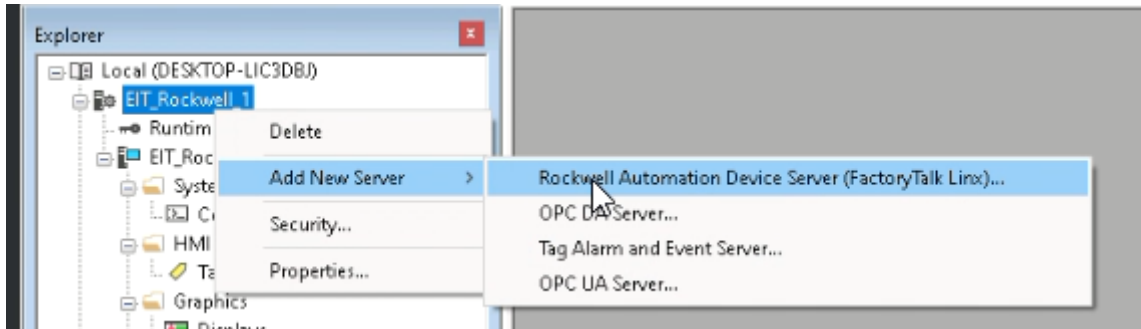 Explorer
Local (DESKTOP-LIC3DBJ)
EIT_Rockwell_1
Runtim
Delete
EIT_Roc
Add New Server
Rockwell Automation Device Server (FactoryTalk Linx)...
Syste
OPC DA Server...
Security...
HMI
Tag Alarm and Event Server...
Ta
Properties...
OPC UA Server...
Graphics
Displays